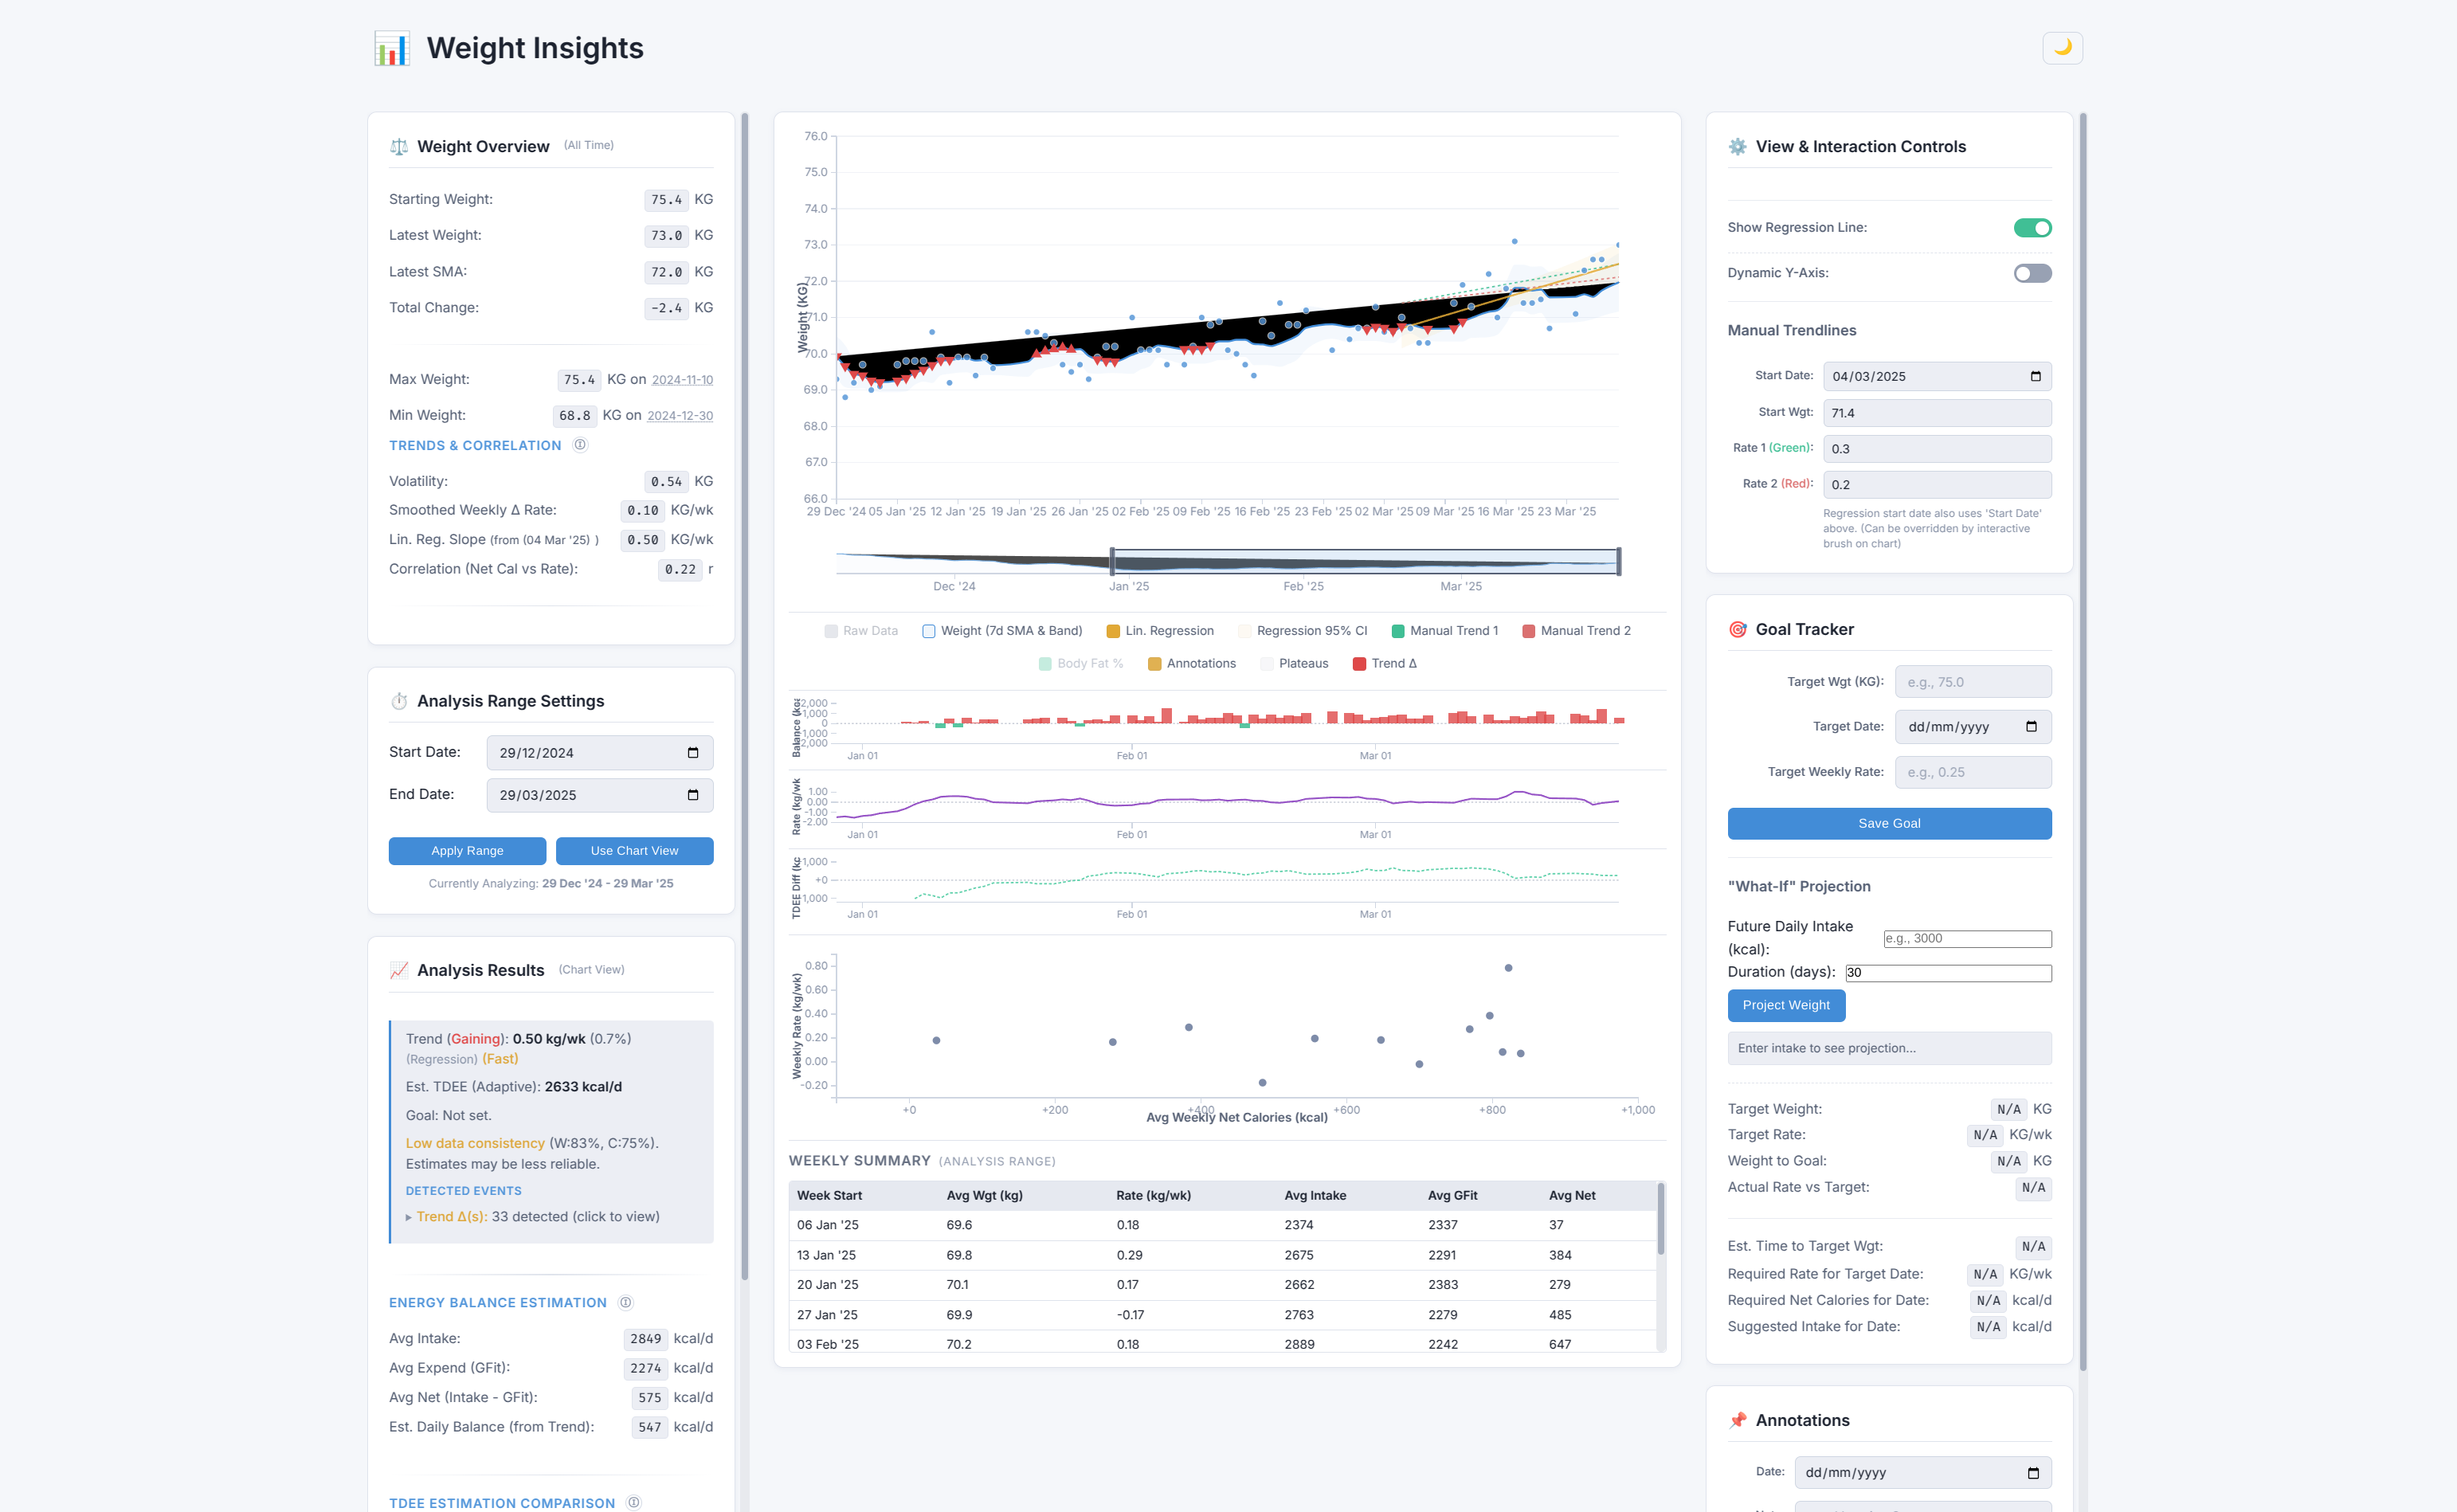 Weight Insights
Weight Overview (All Time)
Starting Weight: 75.4 KG
Latest Weight: 73.0 KG
Latest SMA: 72.0 KG
Total Change: -2.4 KG
Max Weight: 75.4 KG on 2024-11-10
Min Weight: 68.8 KG on 2024-12-30
TRENDS & CORRELATION
Volatility: 0.54 KG
Smoothed Weekly Δ Rate: 0.10 KG/wk
Lin. Reg. Slope (from (04 Mar '25) ) 0.50 KG/wk
Correlation (Net Cal vs Rate): 0.22 r
Analysis Range Settings
Start Date: 29/12/2024
End Date: 29/03/2025
Apply Range Use Chart View
Currently Analyzing: 29 Dec '24 - 29 Mar '25
Analysis Results (Chart View)
Trend (Gaining): 0.50 kg/wk (0.7%)
(Regression) (Fast)
Est. TDEE (Adaptive): 2633 kcal/d
Goal: Not set.
Low data consistency (W:83%, C:75%).
Estimates may be less reliable.
DETECTED EVENTS
▸ Trend Δ(s): 33 detected (click to view)
ENERGY BALANCE ESTIMATION
Avg Intake: 2849 kcal/d
Avg Expend (GFit): 2274 kcal/d
Avg Net (Intake - GFit): 575 kcal/d
Est. Daily Balance (from Trend): 547 kcal/d
TDEE ESTIMATION COMPARISON
Weight (KG)
76.0
75.0
74.0
73.0
72.0
71.0
70.0
69.0
68.0
67.0
66.0
29 Dec '24 05 Jan '25 12 Jan '25 19 Jan '25 26 Jan '25 02 Feb '25 09 Feb '25 16 Feb '25 23 Feb '25 02 Mar '25 09 Mar '25 16 Mar '25 23 Mar '25
Dec '24 Jan '25 Feb '25 Mar '25
Raw Data Weight (7d SMA & Band) Lin. Regression Regression 95% CI Manual Trend 1 Manual Trend 2
Body Fat % Annotations Plateaus Trend Δ
Balance (kc
2,000
1,000
0
1,000
2,000
Jan 01 Feb 01 Mar 01
Rate (kg/wk
1.00
0.00
-1.00
-2.00
Jan 01 Feb 01 Mar 01
TDEE Diff (kc
1,000
+0
1,000
Jan 01 Feb 01 Mar 01
Weekly Rate (kg/wk)
0.80
0.60
0.40
0.20
0.00
-0.20
+0 +200 +400 +600 +800 +1,000
Avg Weekly Net Calories (kcal)
WEEKLY SUMMARY (ANALYSIS RANGE)
Week Start Avg Wgt (kg) Rate (kg/wk) Avg Intake Avg GFit Avg Net
06 Jan '25 69.6 0.18 2374 2337 37
13 Jan '25 69.8 0.29 2675 2291 384
20 Jan '25 70.1 0.17 2662 2383 279
27 Jan '25 69.9 -0.17 2763 2279 485
03 Feb '25 70.2 0.18 2889 2242 647
View & Interaction Controls
Show Regression Line:
Dynamic Y-Axis:
Manual Trendlines
Start Date: 04/03/2025
Start Wgt: 71.4
Rate 1 (Green): 0.3
Rate 2 (Red): 0.2
Regression start date also uses 'Start Date'
above. (Can be overridden by interactive
brush on chart)
Goal Tracker
Target Wgt (KG): e.g., 75.0
Target Date: dd/mm/yyyy
Target Weekly Rate: e.g., 0.25
Save Goal
"What-If" Projection
Future Daily Intake
(kcal): e.g., 3000
Duration (days): 30
Project Weight
Enter intake to see projection...
Target Weight: N/A KG
Target Rate: N/A KG/wk
Weight to Goal: N/A KG
Actual Rate vs Target: N/A
Est. Time to Target Wgt: N/A
Required Rate for Target Date: N/A KG/wk
Required Net Calories for Date: N/A kcal/d
Suggested Intake for Date: N/A kcal/d
Annotations
Date: dd/mm/yyyy